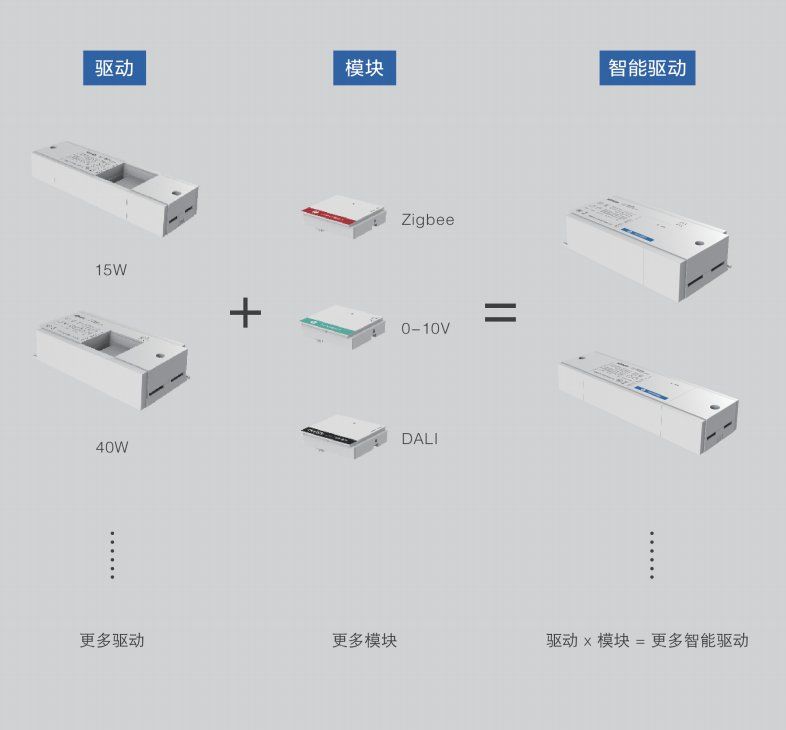 驱动
模块
智能驱动
Zigbee
15W
0-10V
40W
DALI
更多驱动
更多模块
驱动 x 模块 = 更多智能驱动